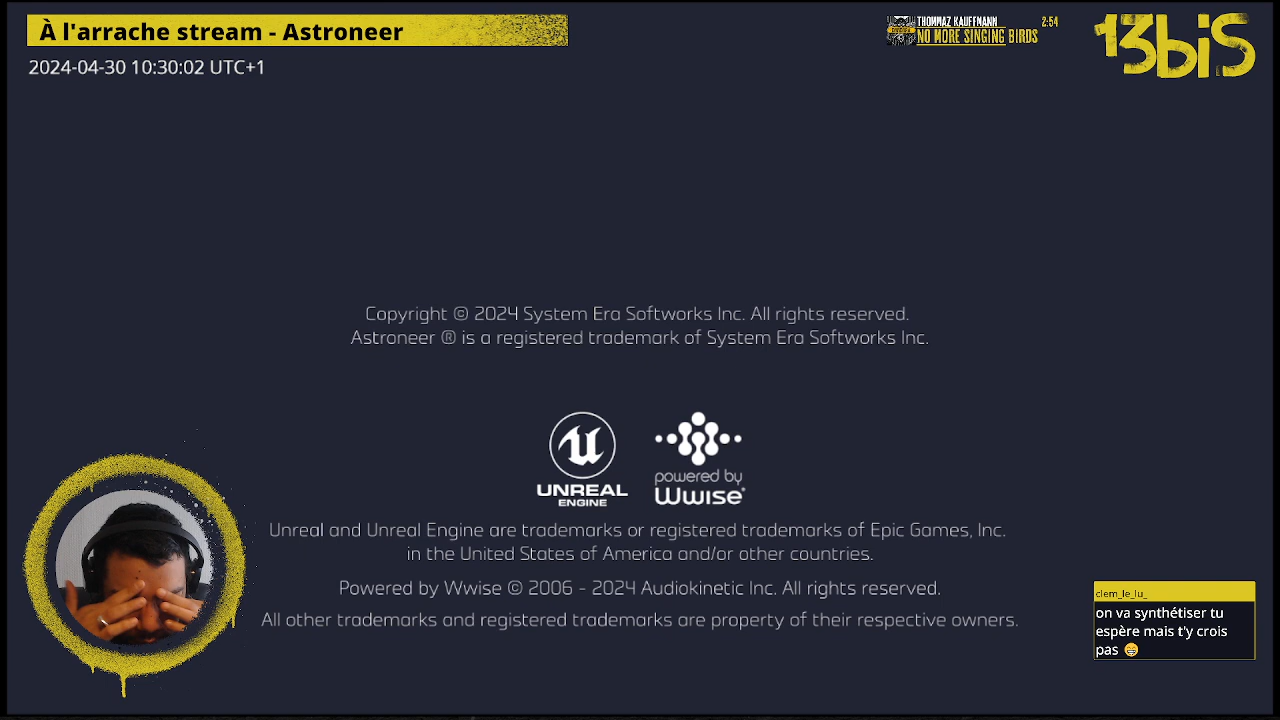 À l'arrache stream - Astroneer
2024-04-30 10:30:02 UTC+1
THOMMAZ KAUFFMANN
2:54
NO MORE SINGING BIRDS
13biS
Copyright © 2024 System Era Softworks Inc. All rights reserved.
Astroneer ® is a registered trademark of System Era Softworks Inc.
UNREAL
ENGINE
powered by
Wwise®
Unreal and Unreal Engine are trademarks or registered trademarks of Epic Games, Inc.
in the United States of America and/or other countries.
Powered by Wwise © 2006 - 2024 Audiokinetic Inc. All rights reserved.
All other trademarks and registered trademarks are property of their respective owners.
clem_le_lu_
on va synthétiser tu
espère mais t'y crois
pas 😁